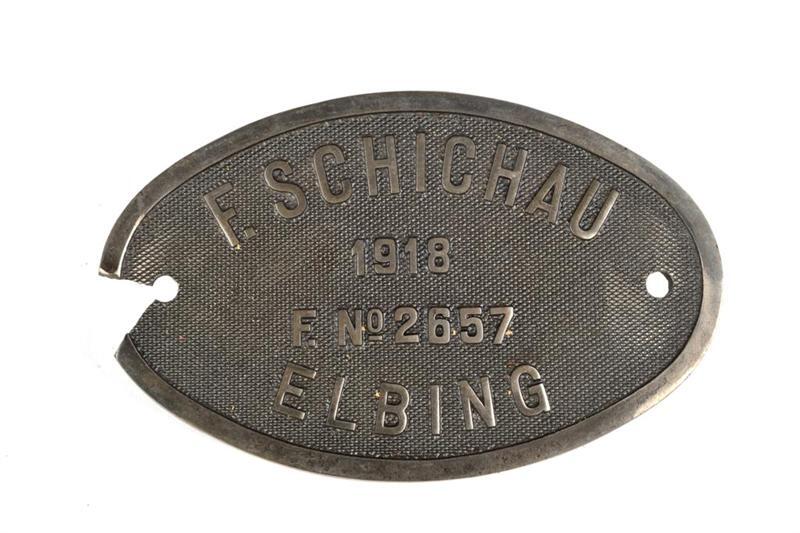 F. SCHICHAU
1918
F. No 2657
ELBING